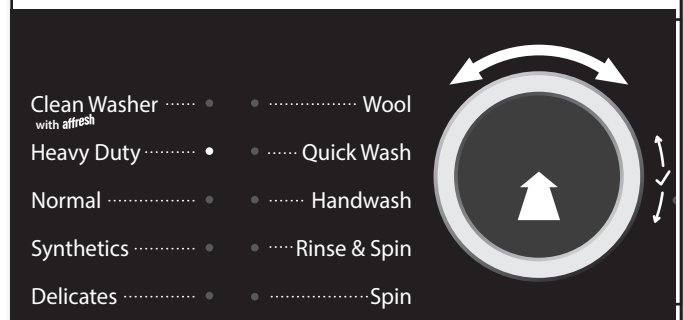 Clean Washer ...... Wool
with affresh
Heavy Duty Quick Wash
Normal Handwash
Synthetics Rinse & Spin
Delicates Spin